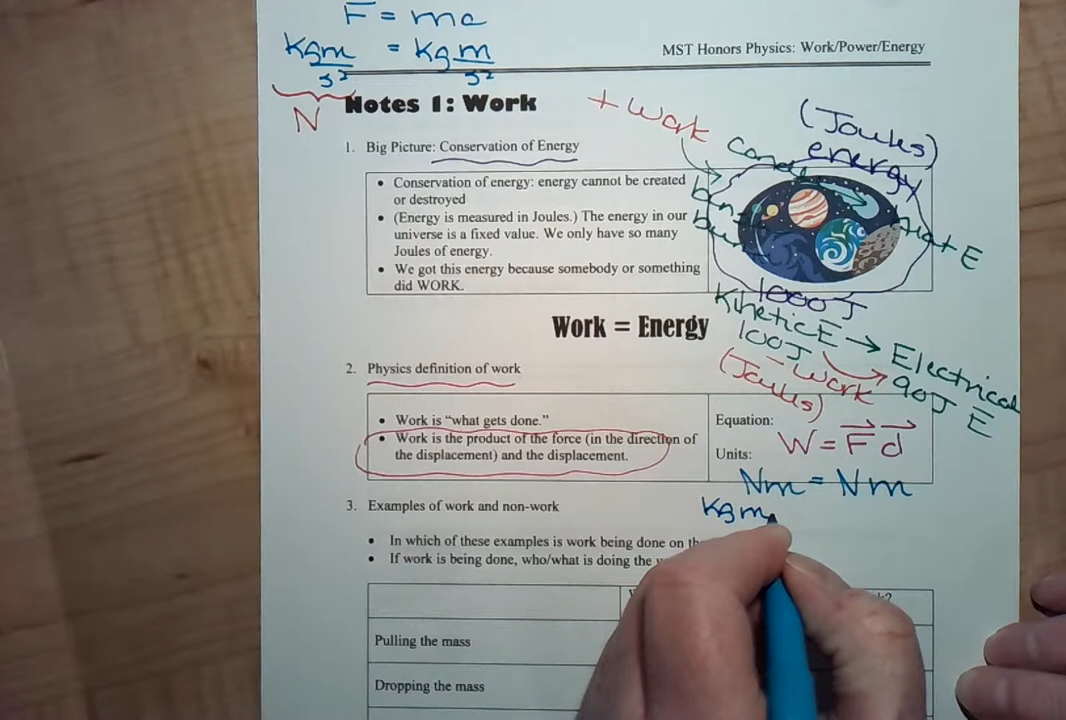 F = ma
kgm/s² = kgm/s²
N
MST Honors Physics: Work/Power/Energy
Notes 1: Work
+ Work
(Joules)
energy
1. Big Picture: Conservation of Energy
• Conservation of energy: energy cannot be created
or destroyed
• (Energy is measured in Joules.) The energy in our
universe is a fixed value. We only have so many
Joules of energy.
• We got this energy because somebody or something
did WORK.
1000 J
Kinetic E → Electrical E
100J
90J
Work = Energy
- work
(Joules)
2. Physics definition of work
• Work is “what gets done.”
• Work is the product of the force (in the direction of
the displacement) and the displacement.
Equation:
W = F d
Units:
Nm = Nm
kgm
3. Examples of work and non-work
• In which of these examples is work being done on
• If work is being done, who/what is doing the
Pulling the mass
Dropping the mass